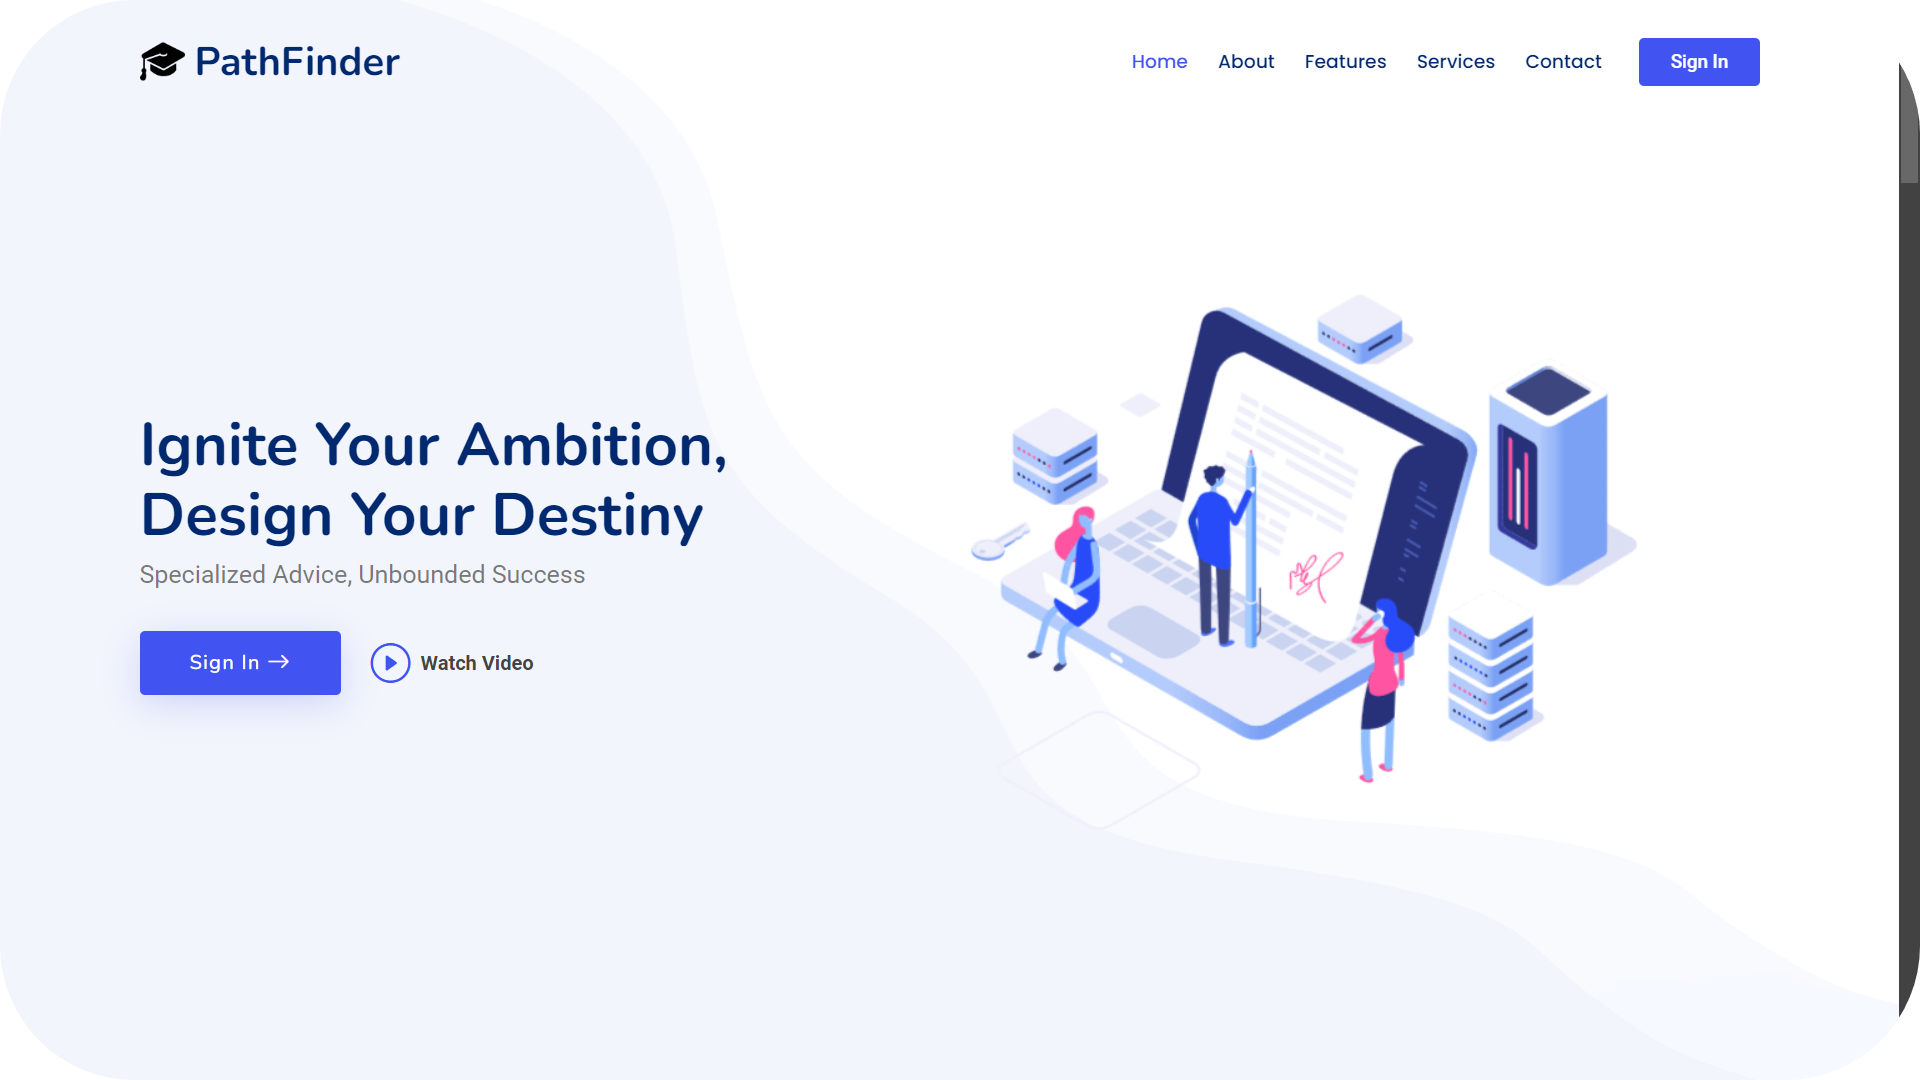 PathFinder
Home About Features Services Contact Sign In
Ignite Your Ambition,
Design Your Destiny
Specialized Advice, Unbounded Success
Sign In →
Watch Video